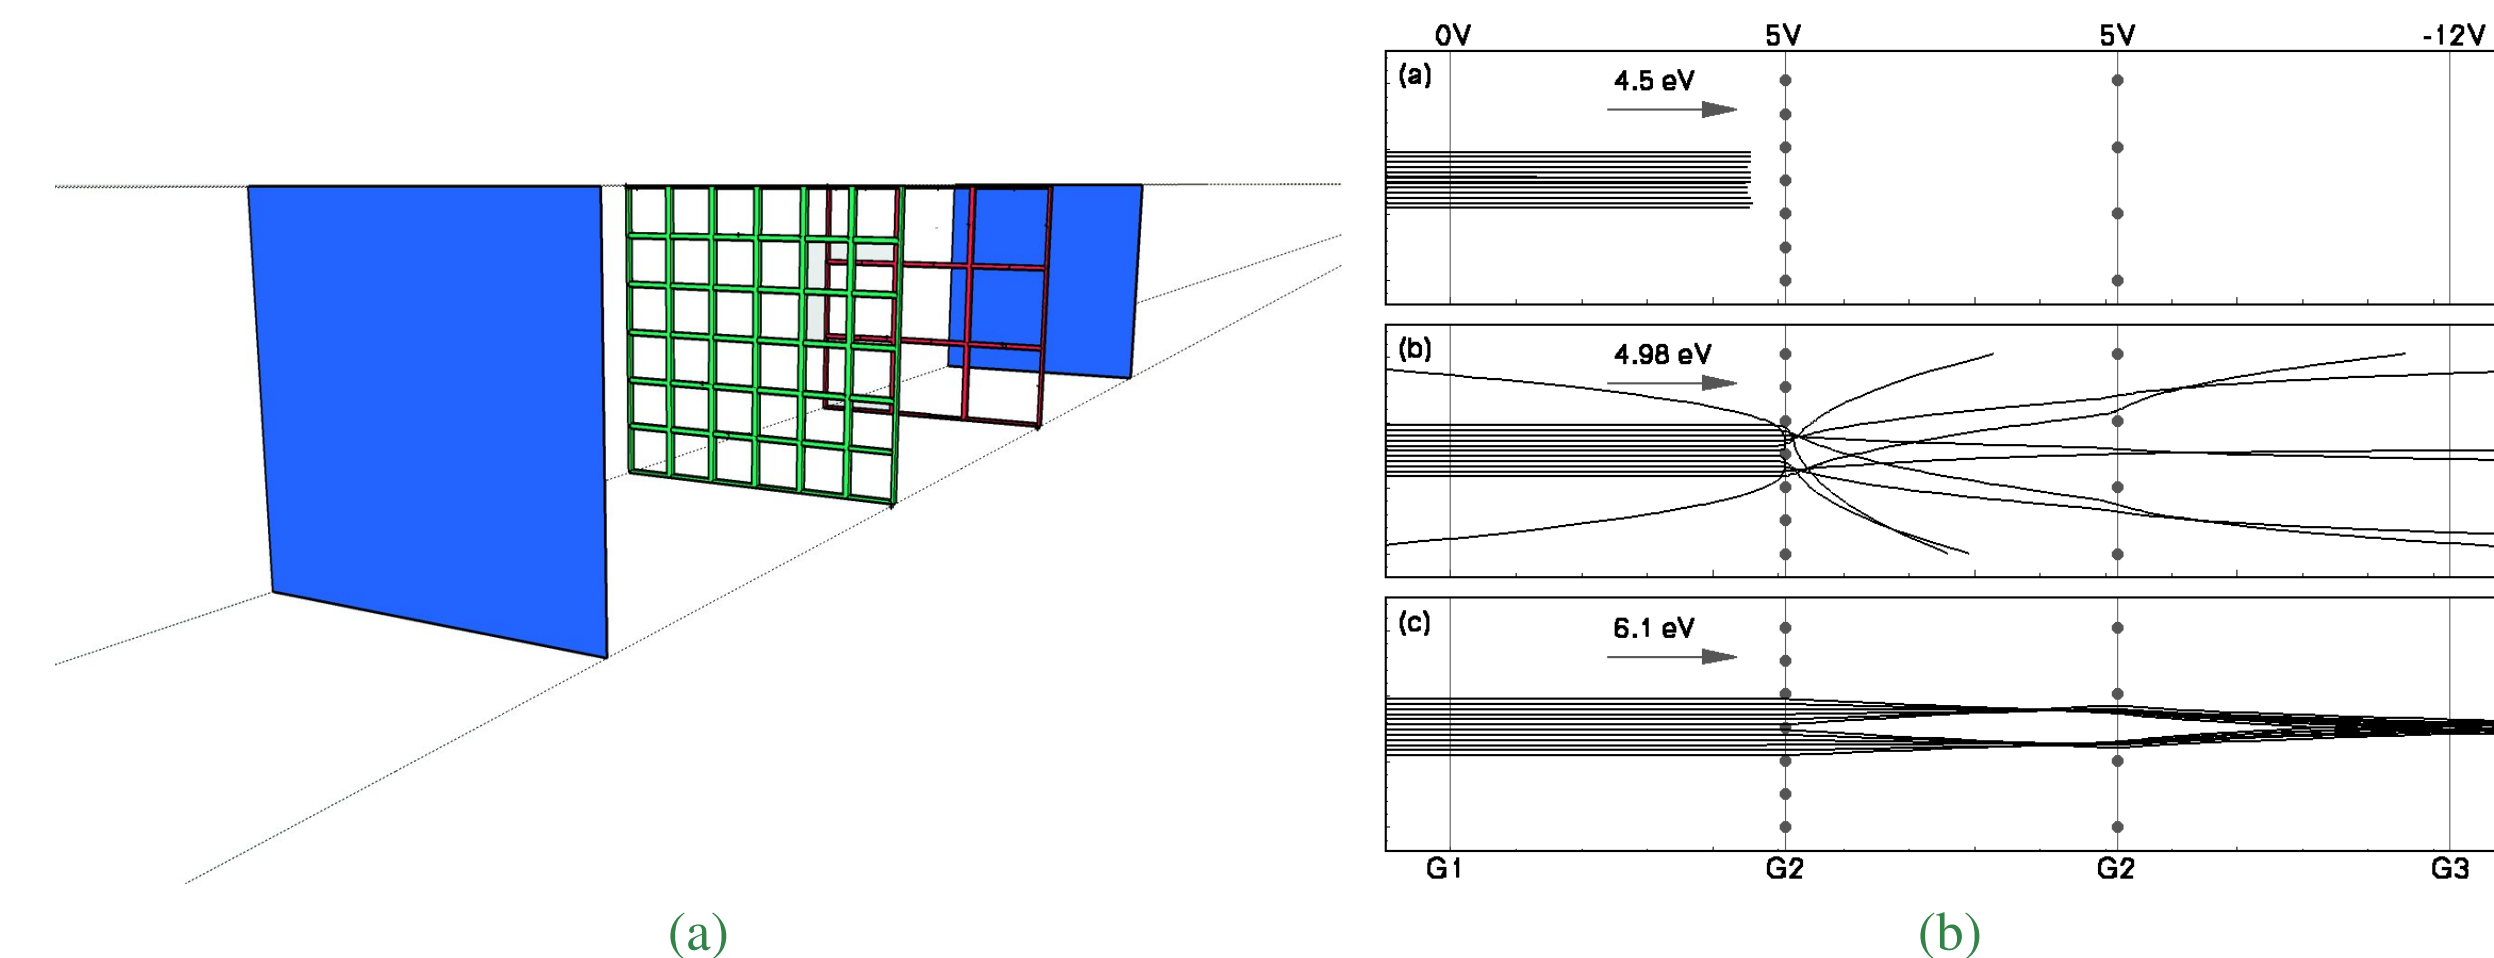 0V 5V 5V -12V
(a) 4.5 eV
(b) 4.98 eV
(c) 6.1 eV
G1 G2 G2 G3
(a) (b)